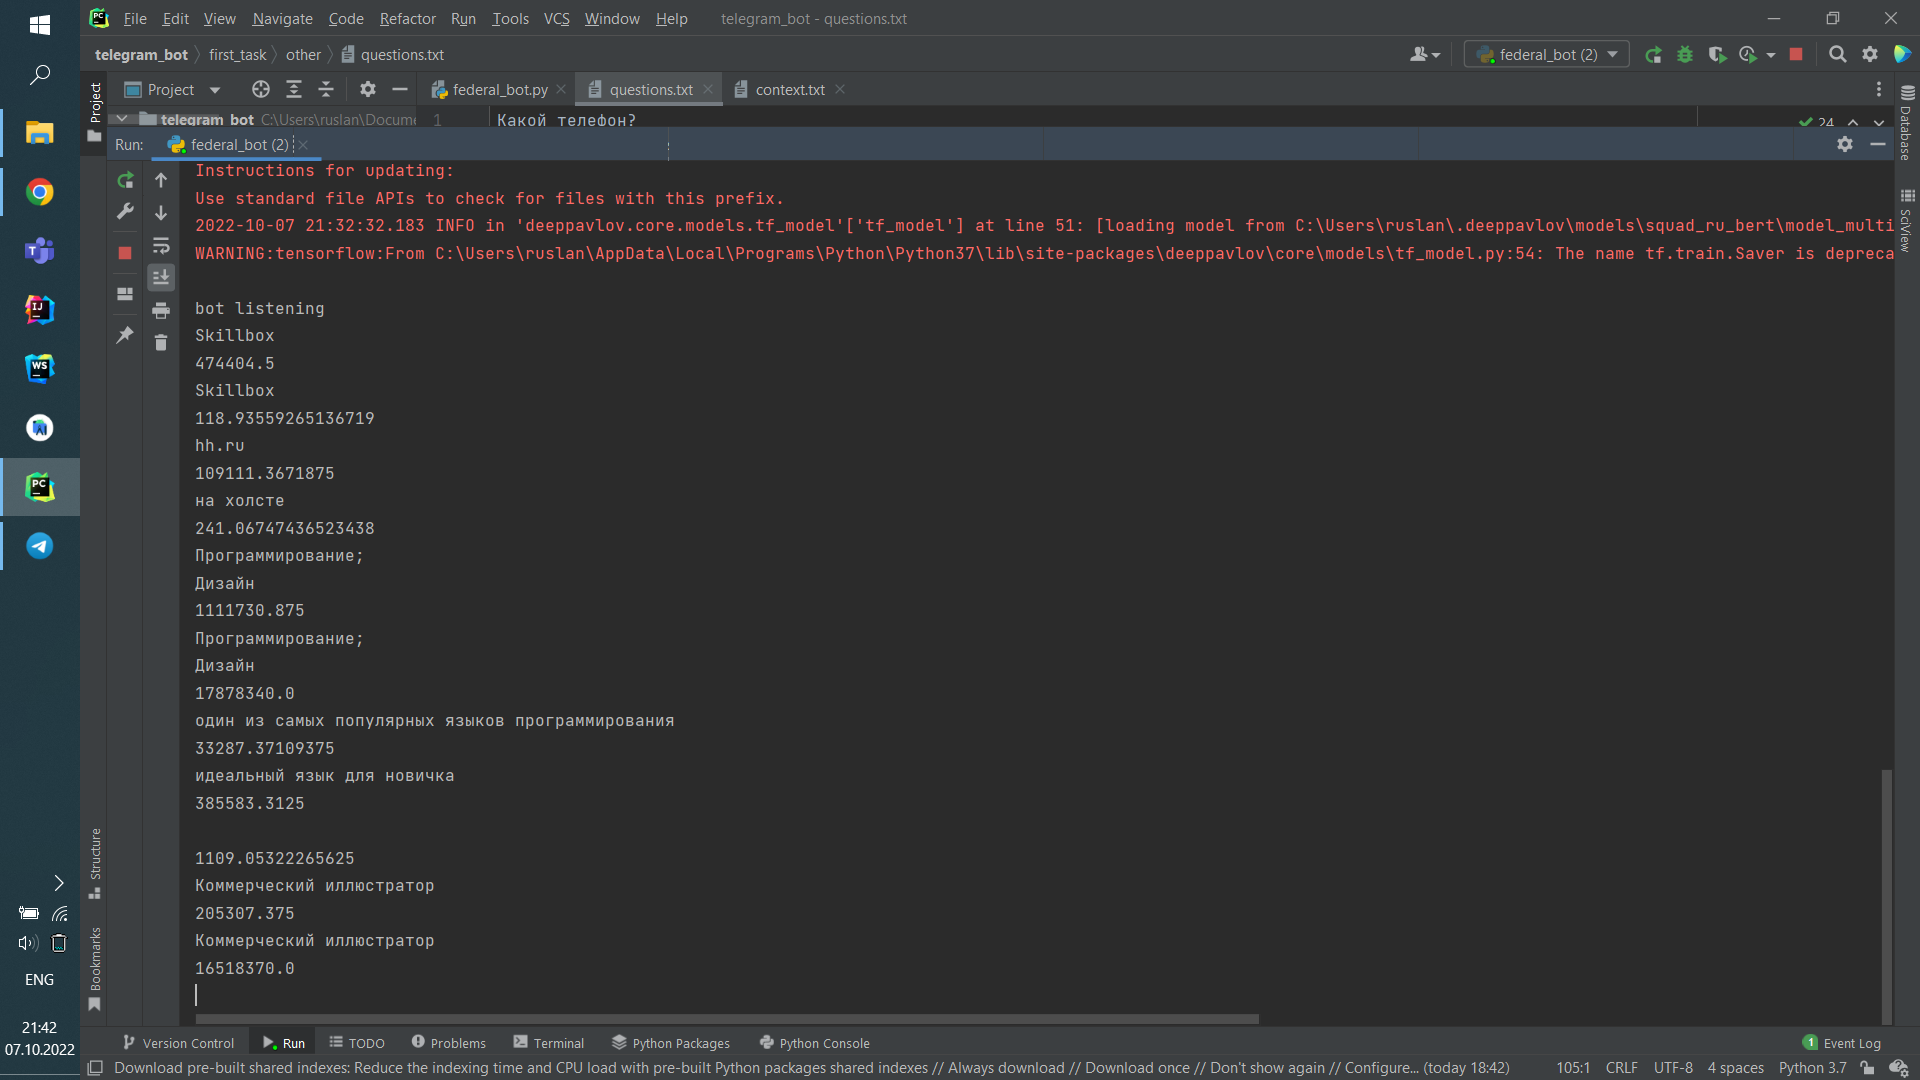 File Edit View Navigate Code Refactor Run Tools VCS Window Help telegram_bot - questions.txt
telegram_bot first_task other questions.txt federal_bot (2)
Project federal_bot.py questions.txt context.txt
Project
telegram_bot C:\Users\ruslan\Docume 1 Какой телефон? 24
Database
Run: federal_bot (2)
Instructions for updating:
Use standard file APIs to check for files with this prefix.
2022-10-07 21:32:32.183 INFO in 'deeppavlov.core.models.tf_model'['tf_model'] at line 51: [loading model from C:\Users\ruslan\.deeppavlov\models\squad_ru_bert\model_multi
SciView
WARNING:tensorflow:From C:\Users\ruslan\AppData\Local\Programs\Python\Python37\lib\site-packages\deeppavlov\core\models\tf_model.py:54: The name tf.train.Saver is depreca
bot listening
Skillbox
474404.5
Skillbox
118.93559265136719
hh.ru
109111.3671875
на холсте
241.06747436523438
Программирование;
Дизайн
1111730.875
Программирование;
Дизайн
17878340.0
один из самых популярных языков программирования
33287.37109375
идеальный язык для новичка
385583.3125
1109.05322265625
Коммерческий иллюстратор
205307.375
Коммерческий иллюстратор
16518370.0
Structure
Bookmarks
ENG
21:42
07.10.2022
Version Control Run TODO Problems Terminal Python Packages Python Console 1 Event Log
Download pre-built shared indexes: Reduce the indexing time and CPU load with pre-built Python packages shared indexes // Always download // Download once // Don't show again // Configure... (today 18:42) 105:1 CRLF UTF-8 4 spaces Python 3.7